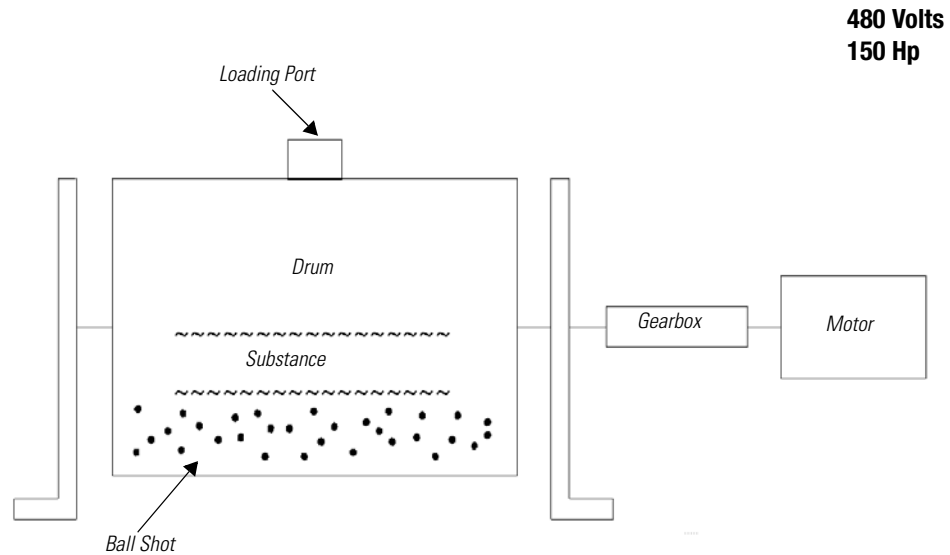 480 Volts
150 Hp
Loading Port
Drum
Gearbox
Motor
Substance
Ball Shot